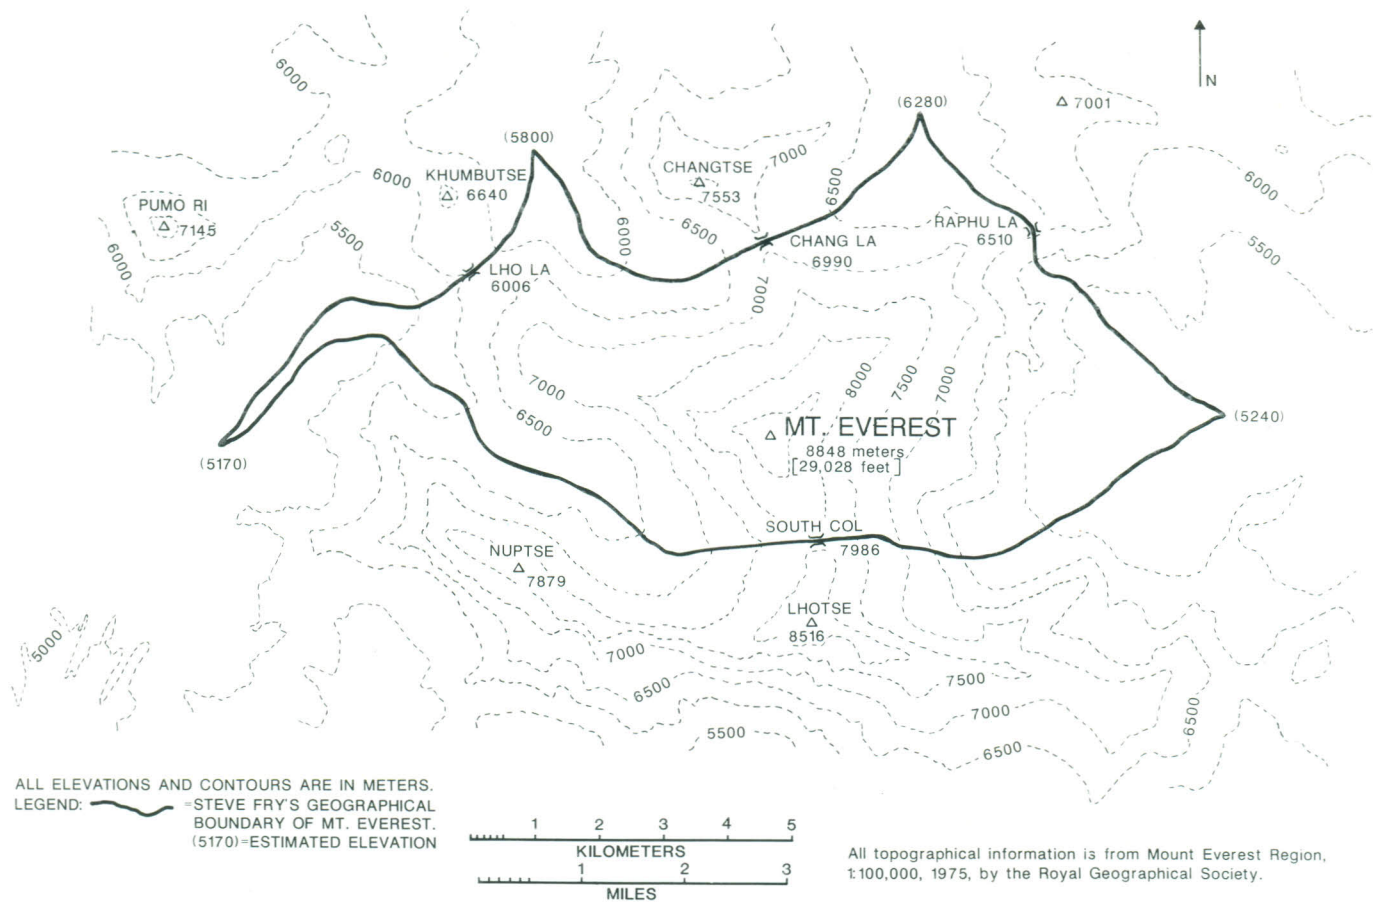 N
(6280)
7001
6000
(5800)
7000
CHANGTSE
7553
KHUMBUTSE
6640
6000
6500
6000
PUMO RI
7145
5500
6000
6000
6500
RAPHU LA
6510
CHANG LA
6990
5500
LHO LA
6006
7000
7000
6500
8000
7500
7000
MT. EVEREST
8848 meters
[29,028 feet]
(5240)
(5170)
SOUTH COL
7986
NUPTSE
7879
LHOTSE
8516
5000
7000
6500
5500
7500
7000
6500
6500
ALL ELEVATIONS AND CONTOURS ARE IN METERS.
LEGEND: =STEVE FRY'S GEOGRAPHICAL
BOUNDARY OF MT. EVEREST.
(5170)=ESTIMATED ELEVATION
1 2 3 4 5
KILOMETERS
1 2 3
MILES
All topographical information is from Mount Everest Region,
1:100,000, 1975, by the Royal Geographical Society.